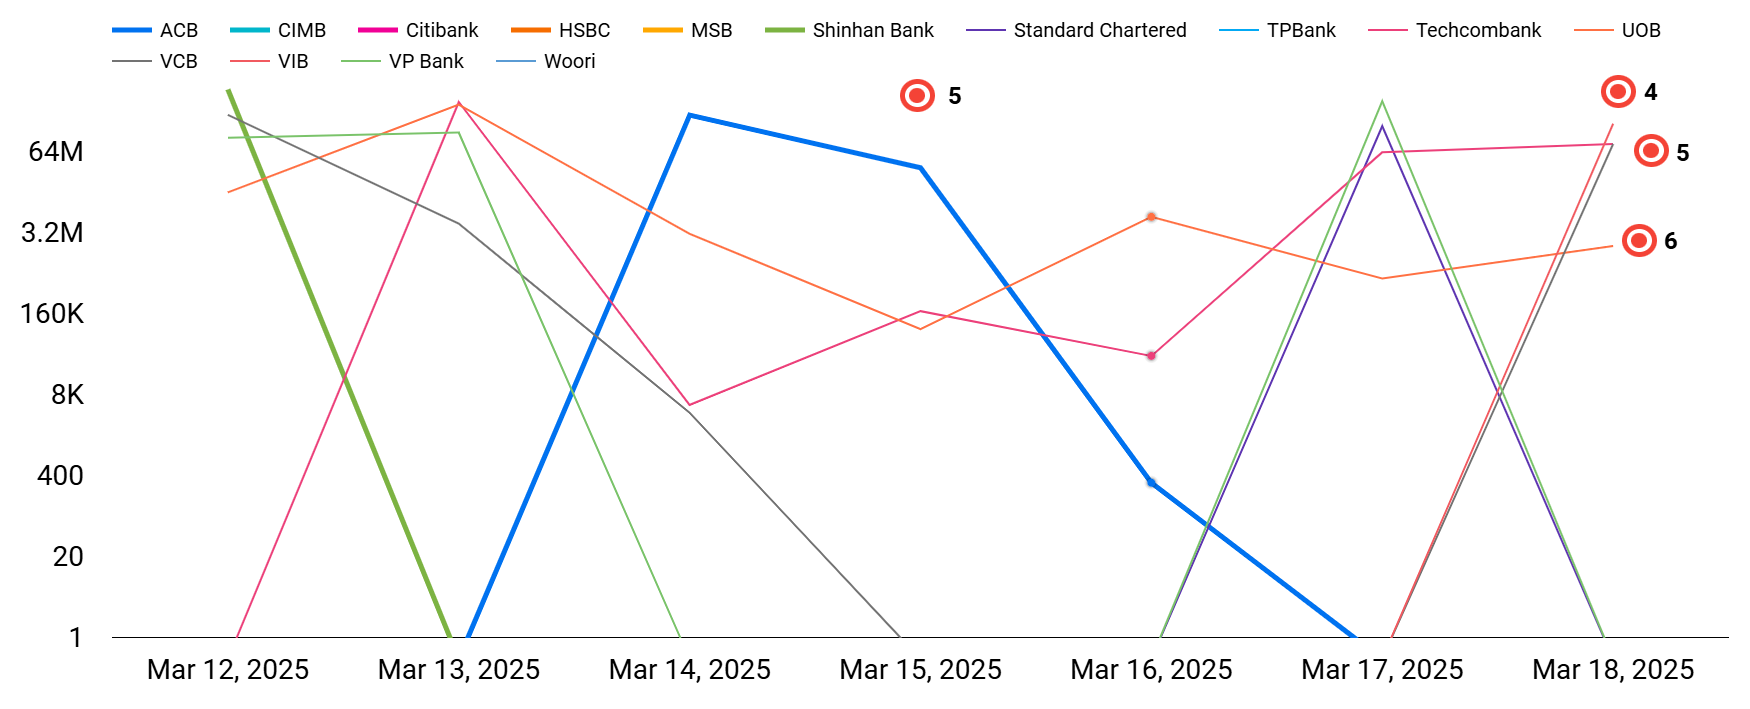 ACB CIMB Citibank HSBC MSB Shinhan Bank Standard Chartered TPBank Techcombank UOB
VCB VIB VP Bank Woori
5
4
64M
5
3.2M
6
160K
8K
400
20
1
Mar 12, 2025 Mar 13, 2025 Mar 14, 2025 Mar 15, 2025 Mar 16, 2025 Mar 17, 2025 Mar 18, 2025